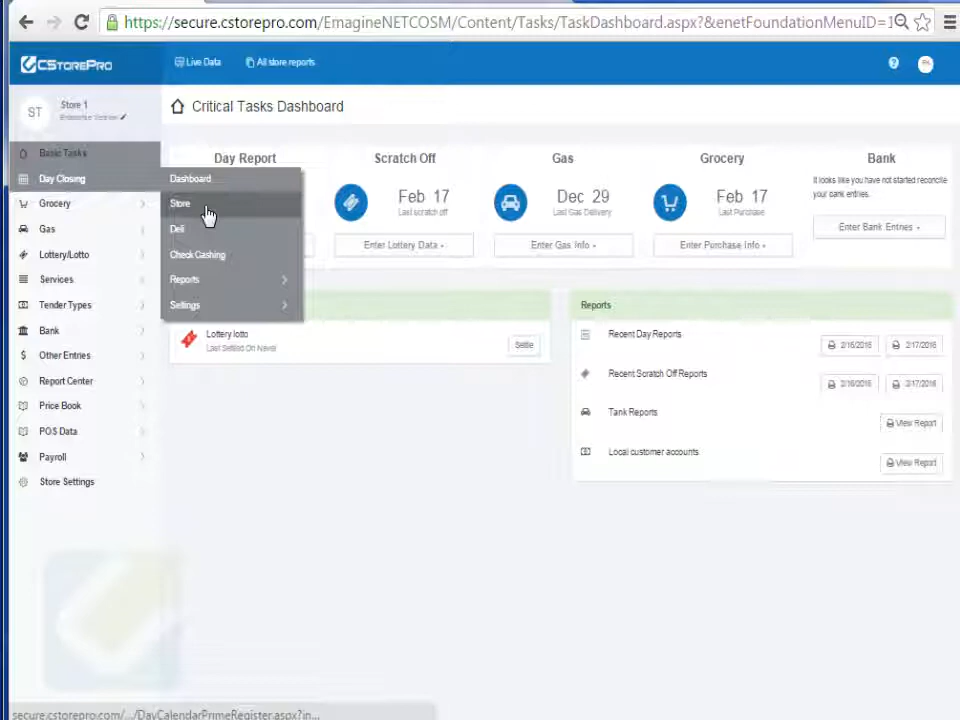 https://secure.cstorepro.com/EmagineNETCOSM/Content/Tasks/TaskDashboard.aspx?&enetFoundationMenuID=1
CSTOREPRO
Live Data
All store reports
ST
Store 1
Enterprise Version
Critical Tasks Dashboard
Basic Tasks
Day Closing
Grocery
Gas
Lottery/Lotto
Services
Tender Types
Bank
Other Entries
Report Center
Price Book
POS Data
Payroll
Store Settings
Dashboard
Store
Deli
Check Cashing
Reports
Settings
Day Report
Scratch Off
Feb 17
Last scratch off
Enter Lottery Data
Gas
Dec 29
Last Gas Delivery
Enter Gas Info
Grocery
Feb 17
Last Purchase
Enter Purchase Info
Bank
It looks like you have not started reconcile
your bank entries.
Enter Bank Entries
Lottery lotto
Last Settled On Never
Settle
Reports
Recent Day Reports
2/16/2016
2/17/2016
Recent Scratch Off Reports
2/16/2016
2/17/2016
Tank Reports
View Report
Local customer accounts
View Report
secure.cstorepro.com/.../DayCalendarPrimeRegister.aspx?in...